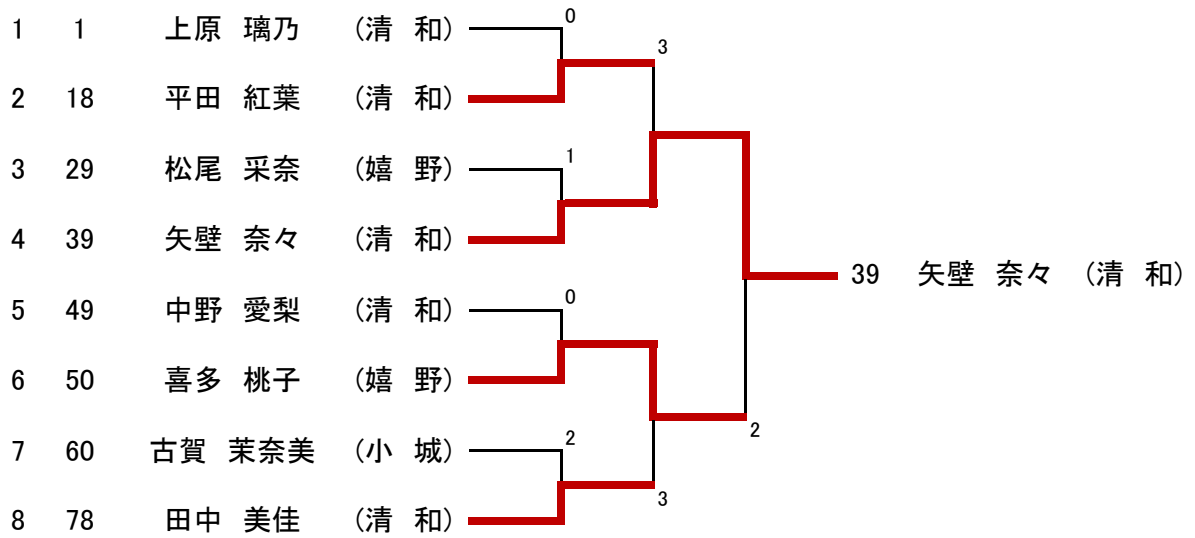 0
1 1 上原 璃乃 (清 和)
3
2 18 平田 紅葉 (清 和)
1
3 29 松尾 采奈 (嬉 野)
4 39 矢壁 奈々 (清 和)
39 矢壁 奈々 (清 和)
0
5 49 中野 愛梨 (清 和)
6 50 喜多 桃子 (嬉 野)
2
2
7 60 古賀 茉奈美 (小 城)
3
8 78 田中 美佳 (清 和)